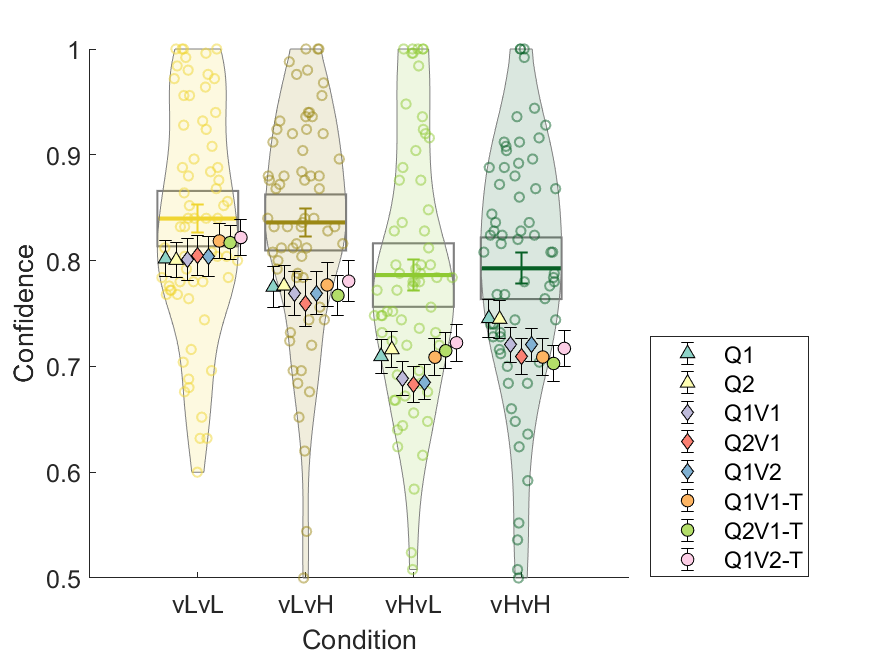 1
0.9
0.8
0.7
0.6
0.5
Confidence
vLvL
vLvH
vHvL
vHvH
Condition
Q1
Q2
Q1V1
Q2V1
Q1V2
Q1V1-T
Q2V1-T
Q1V2-T